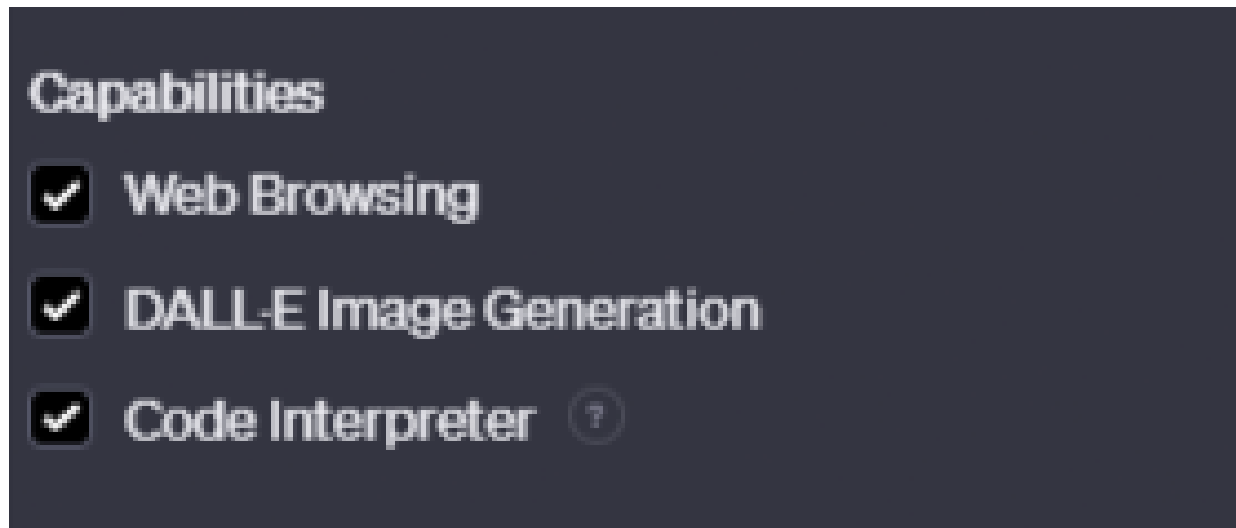 Capabilities
Web Browsing
DALL-E Image Generation
Code Interpreter ?